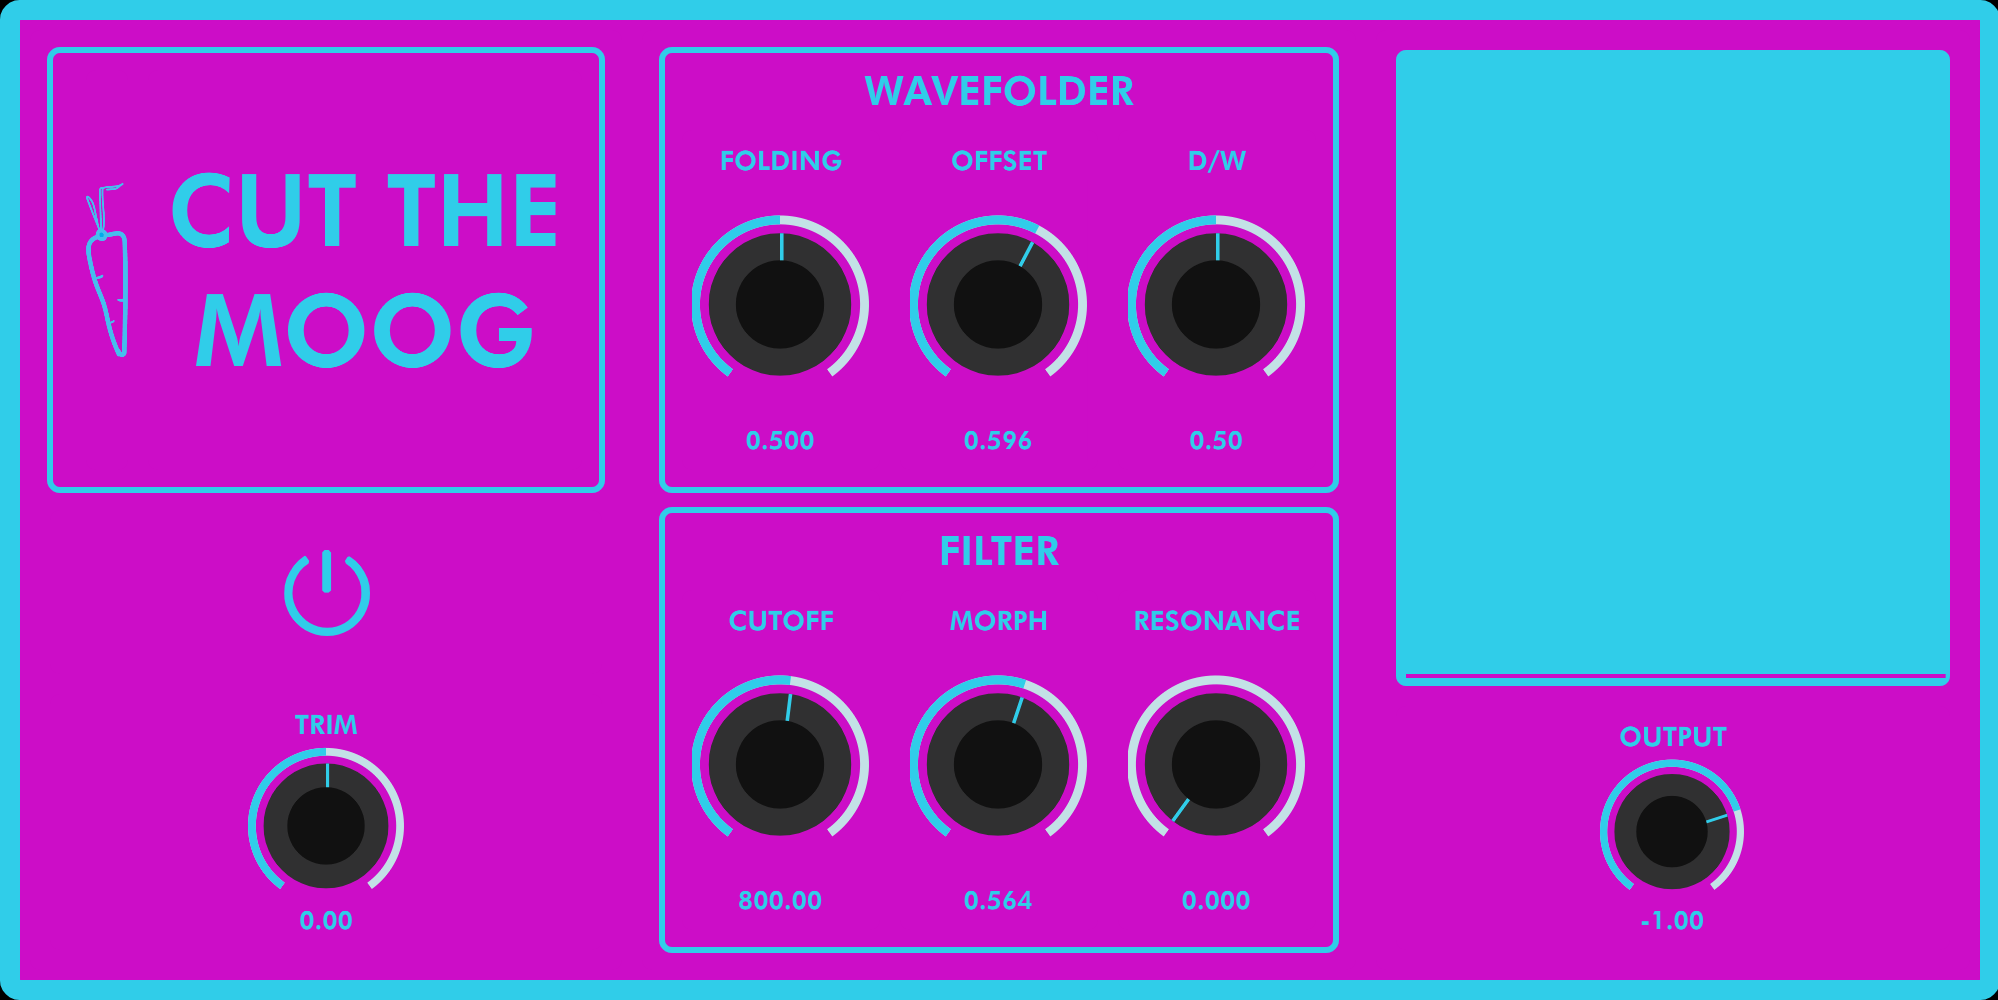 CUT THE
MOOG
TRIM
0.00
WAVEFOLDER
FOLDING OFFSET D/W
0.500 0.596 0.50
FILTER
CUTOFF MORPH RESONANCE
800.00 0.564 0.000
OUTPUT
-1.00